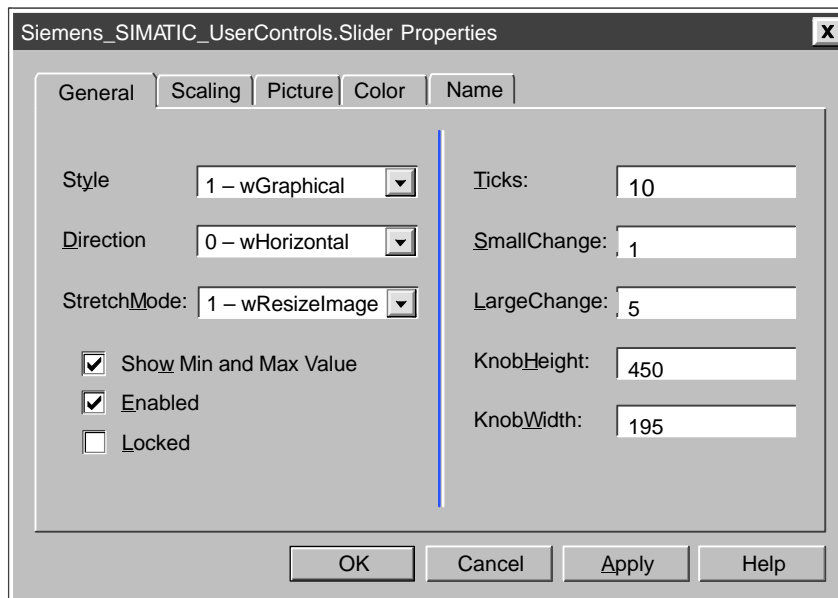 Siemens_SIMATIC_UserControls.Slider Properties
X
General Scaling Picture Color Name
Style 1 – wGraphical
Direction 0 – wHorizontal
StretchMode: 1 – wResizeImage
Show Min and Max Value
Enabled
Locked
Ticks: 10
SmallChange: 1
LargeChange: 5
KnobHeight: 450
KnobWidth: 195
OK Cancel Apply Help